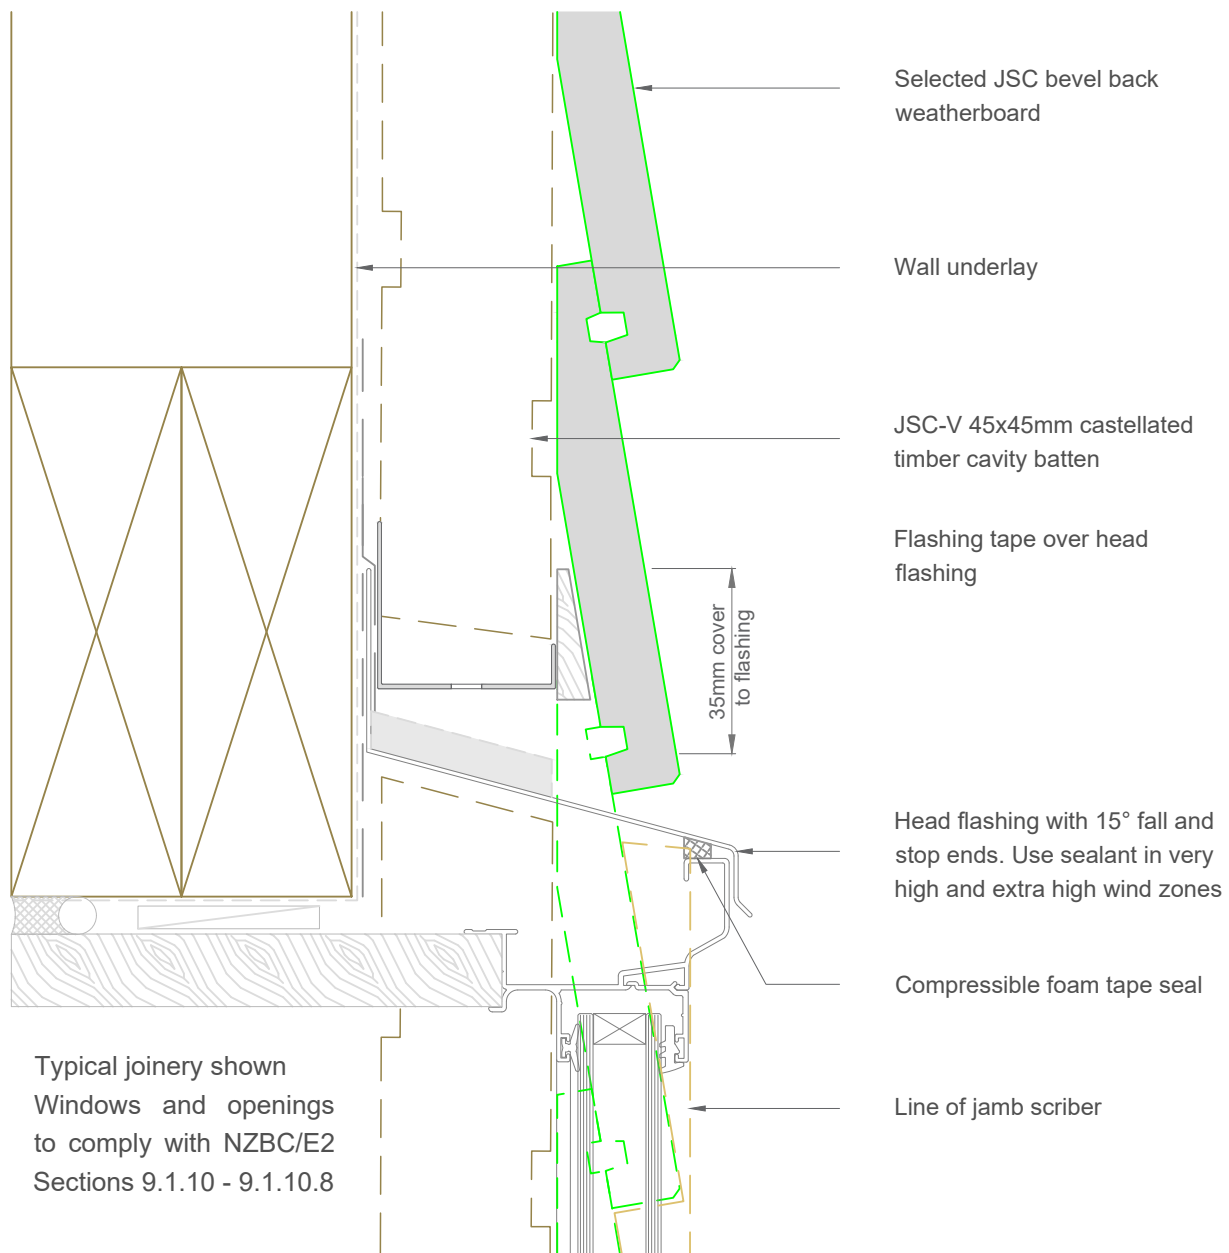 Selected JSC bevel back
weatherboard
Wall underlay
JSC-V 45x45mm castellated
timber cavity batten
Flashing tape over head
flashing
35mm cover
to flashing
Head flashing with 15° fall and
stop ends. Use sealant in very
high and extra high wind zones
Compressible foam tape seal
Line of jamb scriber
Typical joinery shown
Windows and openings
to comply with NZBC/E2
Sections 9.1.10 - 9.1.10.8